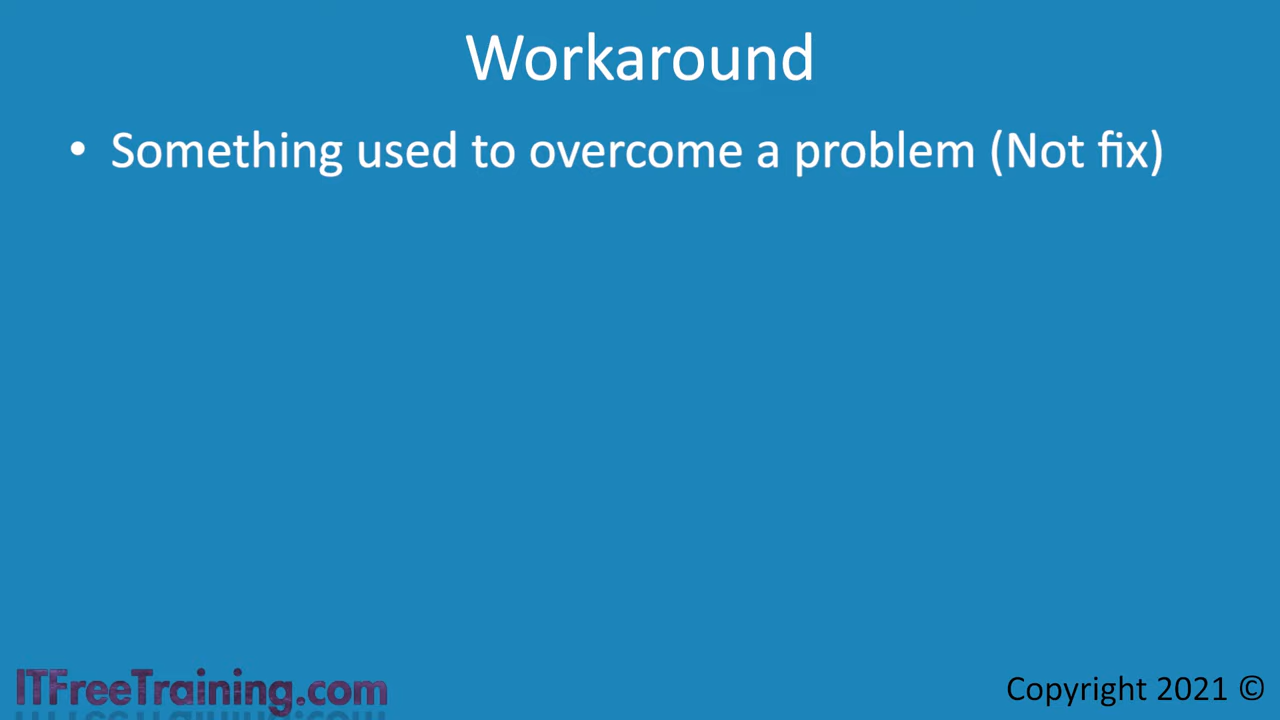 Workaround
• Something used to overcome a problem (Not fix)
ITFreeTraining.com
Copyright 2021 ©